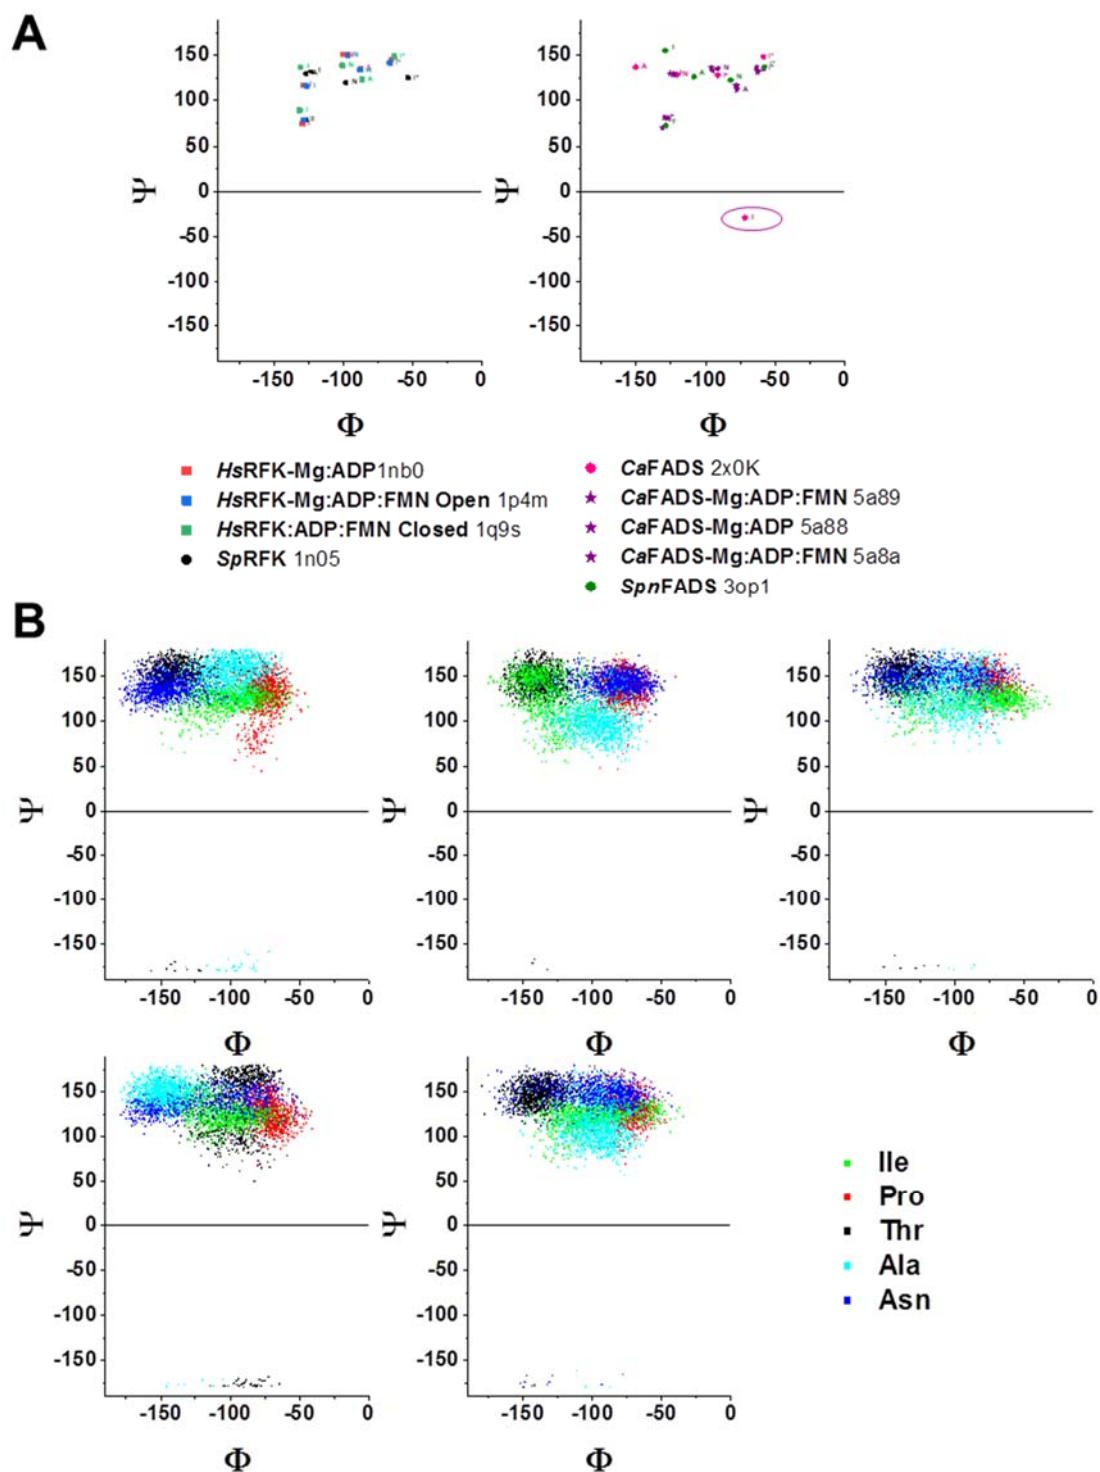 A
150
100
50
0
-50
-100
-150
Ψ
-150 -100 -50 0
Φ
150
100
50
0
-50
-100
-150
Ψ
-150 -100 -50 0
Φ
HsRFK-Mg:ADP1nb0
HsRFK-Mg:ADP:FMN Open 1p4m
HsRFK:ADP:FMN Closed 1q9s
SpRFK 1n05
CaFADS 2x0K
CaFADS-Mg:ADP:FMN 5a89
CaFADS-Mg:ADP 5a88
CaFADS-Mg:ADP:FMN 5a8a
SpnFADS 3op1
B
150
100
50
0
-50
-100
-150
Ψ
-150 -100 -50 0
Φ
150
100
50
0
-50
-100
-150
Ψ
-150 -100 -50 0
Φ
150
100
50
0
-50
-100
-150
Ψ
-150 -100 -50 0
Φ
150
100
50
0
-50
-100
-150
Ψ
-150 -100 -50 0
Φ
150
100
50
0
-50
-100
-150
Ψ
-150 -100 -50 0
Φ
Ile
Pro
Thr
Ala
Asn